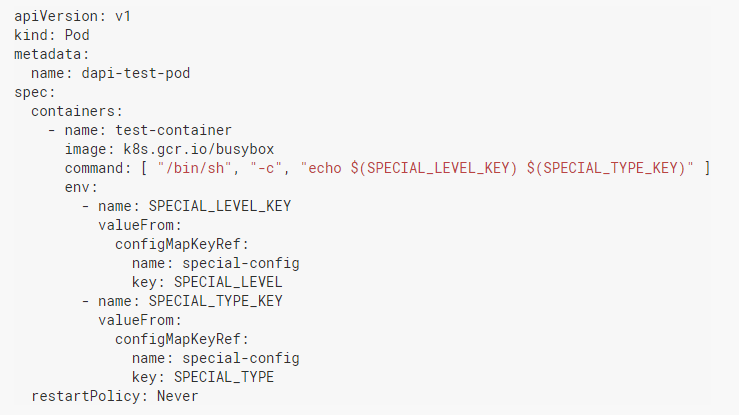 apiVersion: v1
kind: Pod
metadata:
  name: dapi-test-pod
spec:
  containers:
    - name: test-container
      image: k8s.gcr.io/busybox
      command: [ "/bin/sh", "-c", "echo $(SPECIAL_LEVEL_KEY) $(SPECIAL_TYPE_KEY)" ]
      env:
        - name: SPECIAL_LEVEL_KEY
          valueFrom:
            configMapKeyRef:
              name: special-config
              key: SPECIAL_LEVEL
        - name: SPECIAL_TYPE_KEY
          valueFrom:
            configMapKeyRef:
              name: special-config
              key: SPECIAL_TYPE
  restartPolicy: Never